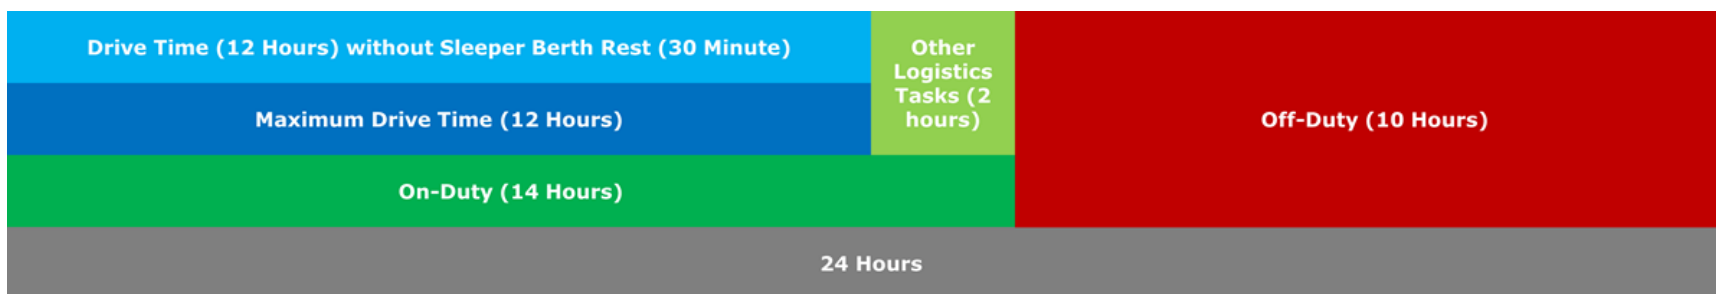 Drive Time (12 Hours) without Sleeper Berth Rest (30 Minute)
Other
Logistics
Tasks (2
hours)
Maximum Drive Time (12 Hours)
Off-Duty (10 Hours)
On-Duty (14 Hours)
24 Hours